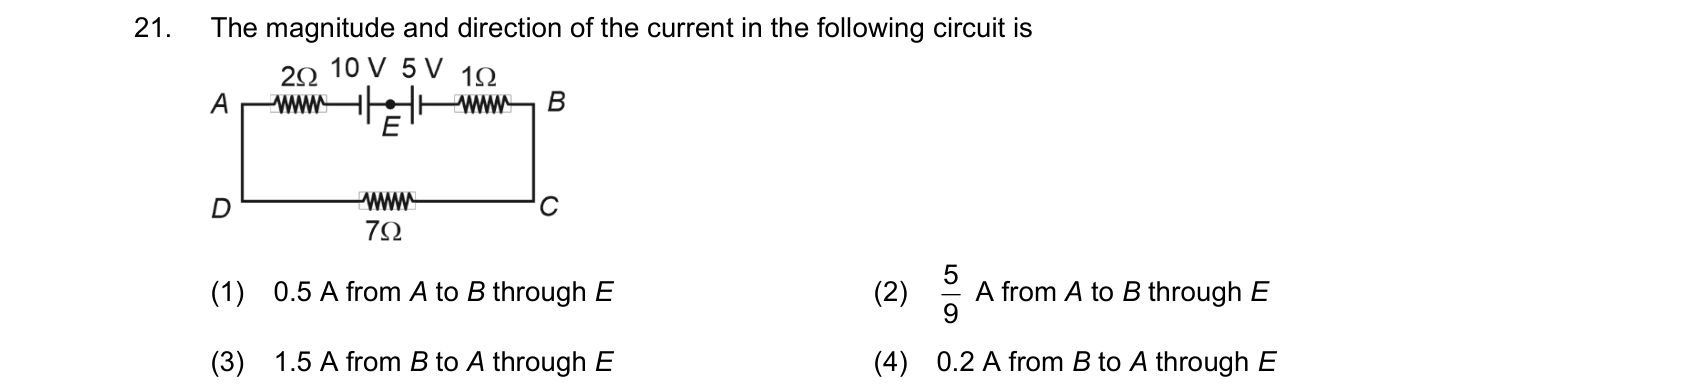 21. The magnitude and direction of the current in the following circuit is
2Ω 10 V 5 V 1Ω
A B
E
D C
7Ω
(1) 0.5 A from A to B through E
(2) 5/9 A from A to B through E
(3) 1.5 A from B to A through E
(4) 0.2 A from B to A through E